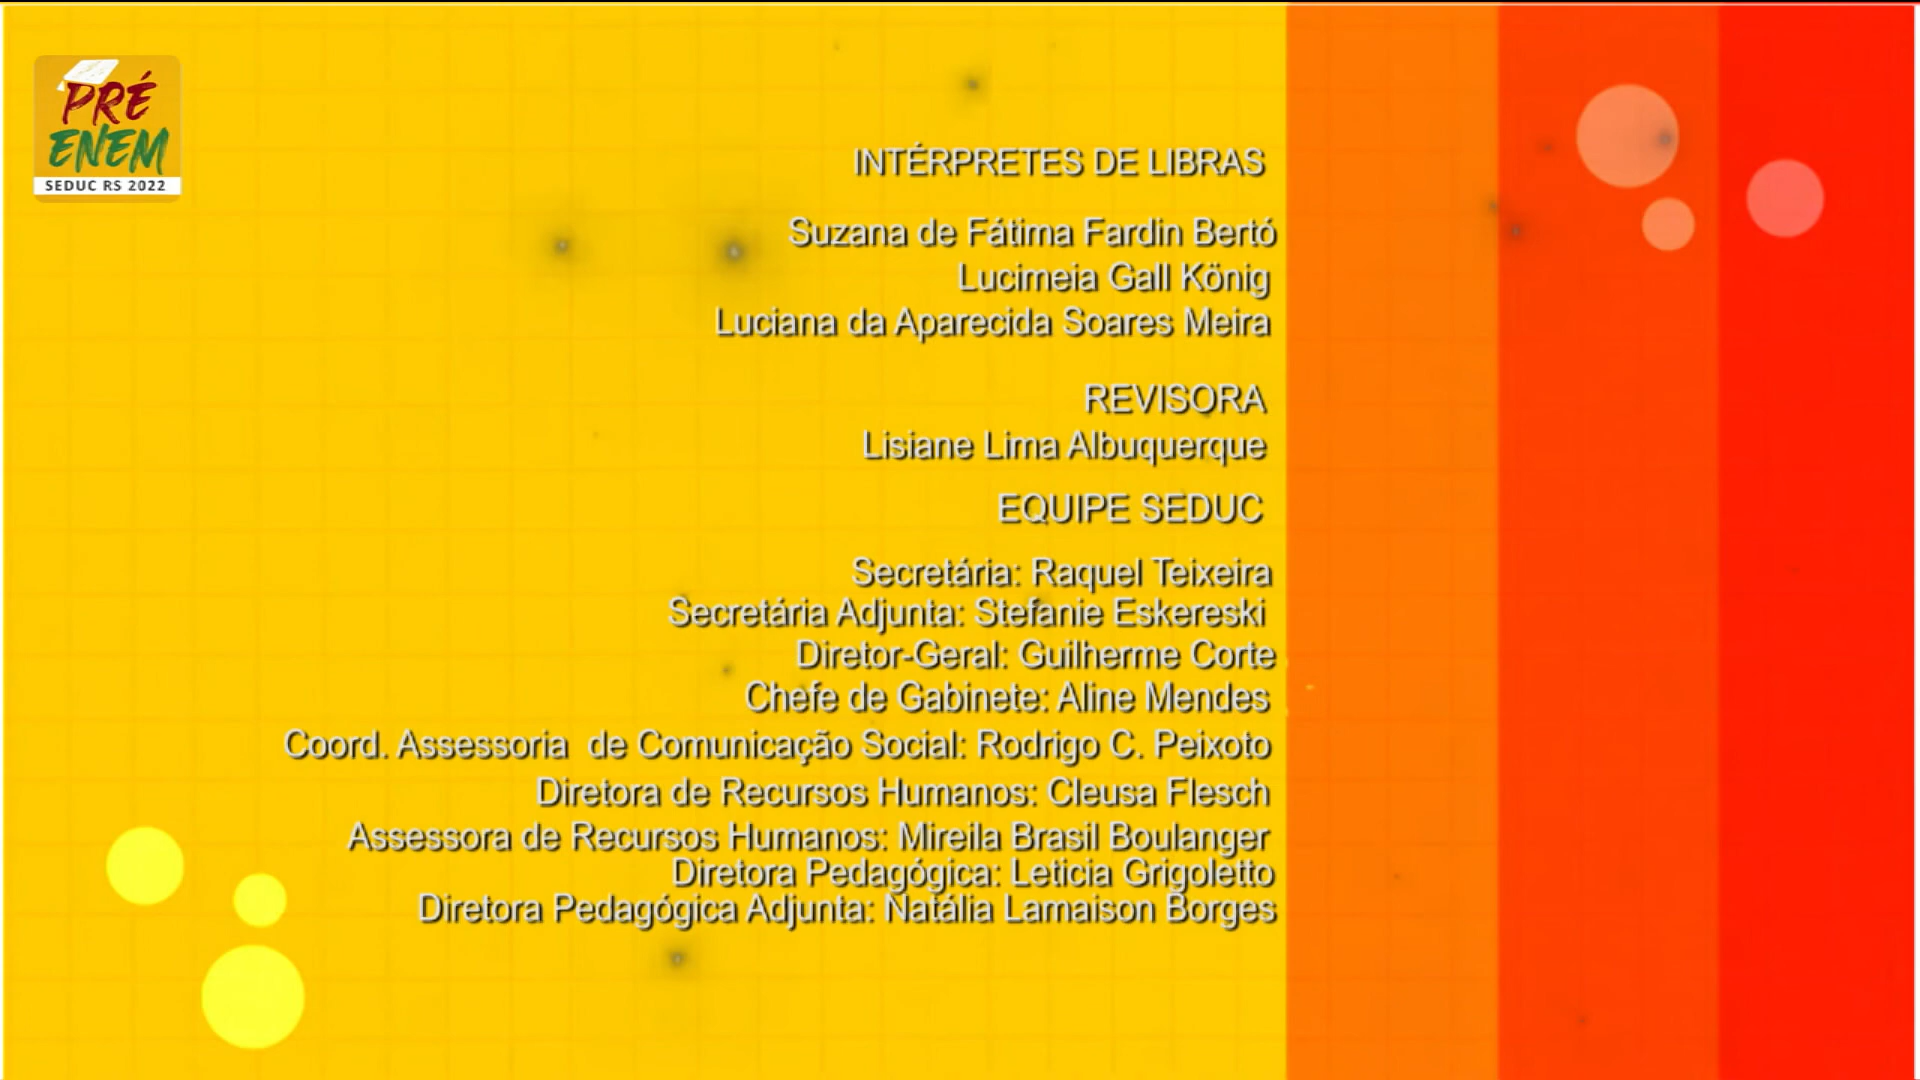 PRÉ
ENEM
SEDUC RS 2022
INTÉRPRETES DE LIBRAS
Suzana de Fátima Fardin Bertó
Lucimeia Gall König
Luciana da Aparecida Soares Meira
REVISORA
Lisiane Lima Albuquerque
EQUIPE SEDUC
Secretária: Raquel Teixeira
Secretária Adjunta: Stefanie Eskereski
Diretor-Geral: Guilherme Corte
Chefe de Gabinete: Aline Mendes
Coord. Assessoria  de Comunicação Social: Rodrigo C. Peixoto
Diretora de Recursos Humanos: Cleusa Flesch
Assessora de Recursos Humanos: Mireila Brasil Boulanger
Diretora Pedagógica: Leticia Grigoletto
Diretora Pedagógica Adjunta: Natália Lamaison Borges